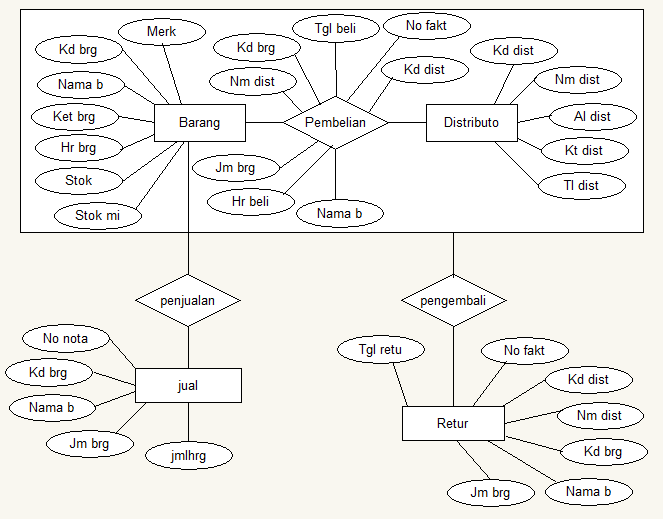 Merk
Kd brg
Nama b
Ket brg
Hr brg
Stok
Stok mi
Barang
Tgl beli
No fakt
Kd brg
Nm dist
Kd dist
Pembelian
Jm brg
Hr beli
Nama b
Kd dist
Nm dist
Al dist
Kt dist
Tl dist
Distributo
penjualan
pengembali
No nota
Kd brg
Nama b
Jm brg
jmlhrg
jual
Tgl retu
No fakt
Kd dist
Nm dist
Kd brg
Nama b
Jm brg
Retur